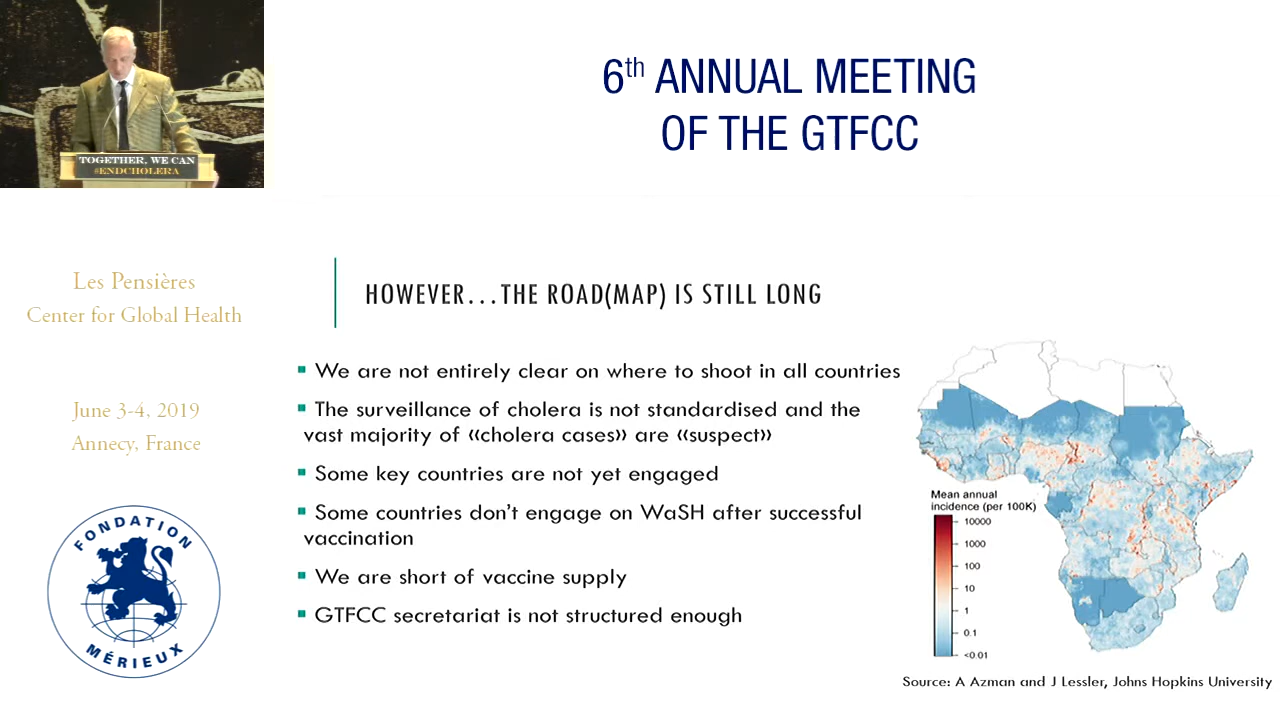 TOGETHER, WE CAN
#ENDCHOLERA
6th ANNUAL MEETING
OF THE GTFCC
Les Pensières
Center for Global Health
June 3-4, 2019
Annecy, France
FONDATION
MÉRIEUX
HOWEVER...THE ROAD(MAP) IS STILL LONG
We are not entirely clear on where to shoot in all countries
The surveillance of cholera is not standardised and the
vast majority of «cholera cases» are «suspect»
Some key countries are not yet engaged
Some countries don't engage on WaSH after successful
vaccination
We are short of vaccine supply
GTFCC secretariat is not structured enough
Mean annual
incidence (per 100K)
10000
1000
100
10
1
0.1
<0.01
Source: A Azman and J Lessler, Johns Hopkins University